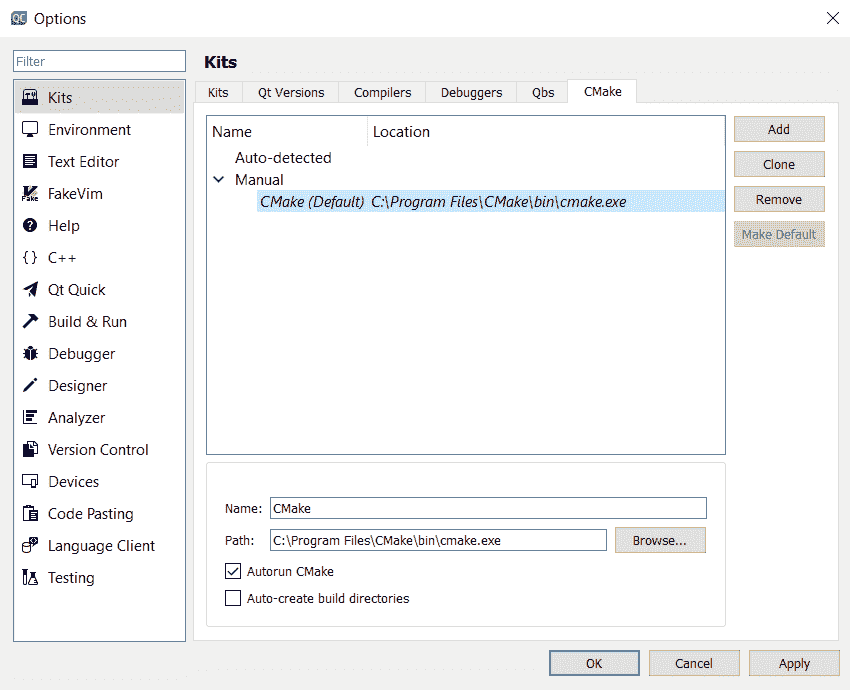 QC Options
Filter
Kits
Environment
Text Editor
Fake FakeVim
Help
{} C++
Qt Quick
Build & Run
Debugger
Designer
Analyzer
Version Control
Devices
Code Pasting
Language Client
Testing
Kits
Kits Qt Versions Compilers Debuggers Qbs CMake
Name Location
Auto-detected
Manual
CMake (Default) C:\Program Files\CMake\bin\cmake.exe
Add
Clone
Remove
Make Default
Name: CMake
Path: C:\Program Files\CMake\bin\cmake.exe Browse...
Autorun CMake
Auto-create build directories
OK Cancel Apply